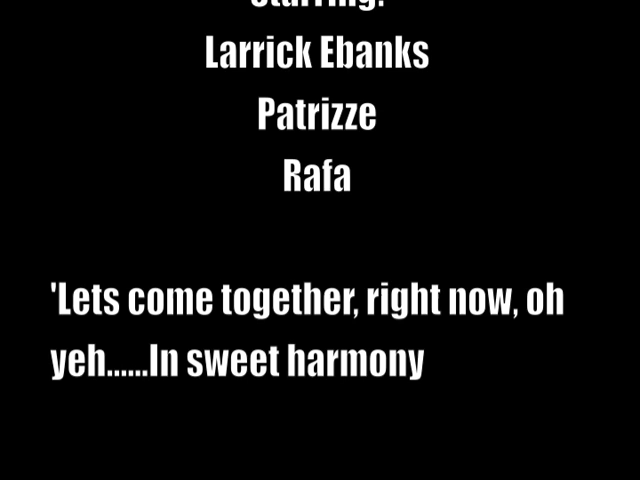 Starring:
Larrick Ebanks
Patrizze
Rafa
'Lets come together, right now, oh
yeh......In sweet harmony